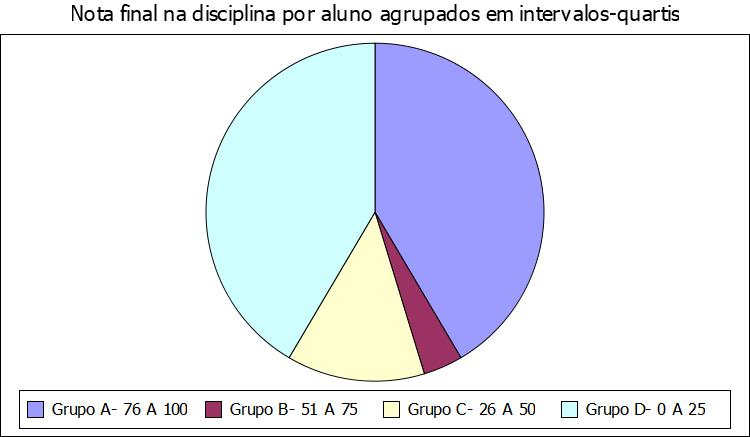 Nota final na disciplina por aluno agrupados em intervalos-quartis
Grupo A- 76 A 100 Grupo B- 51 A 75 Grupo C- 26 A 50 Grupo D- 0 A 25